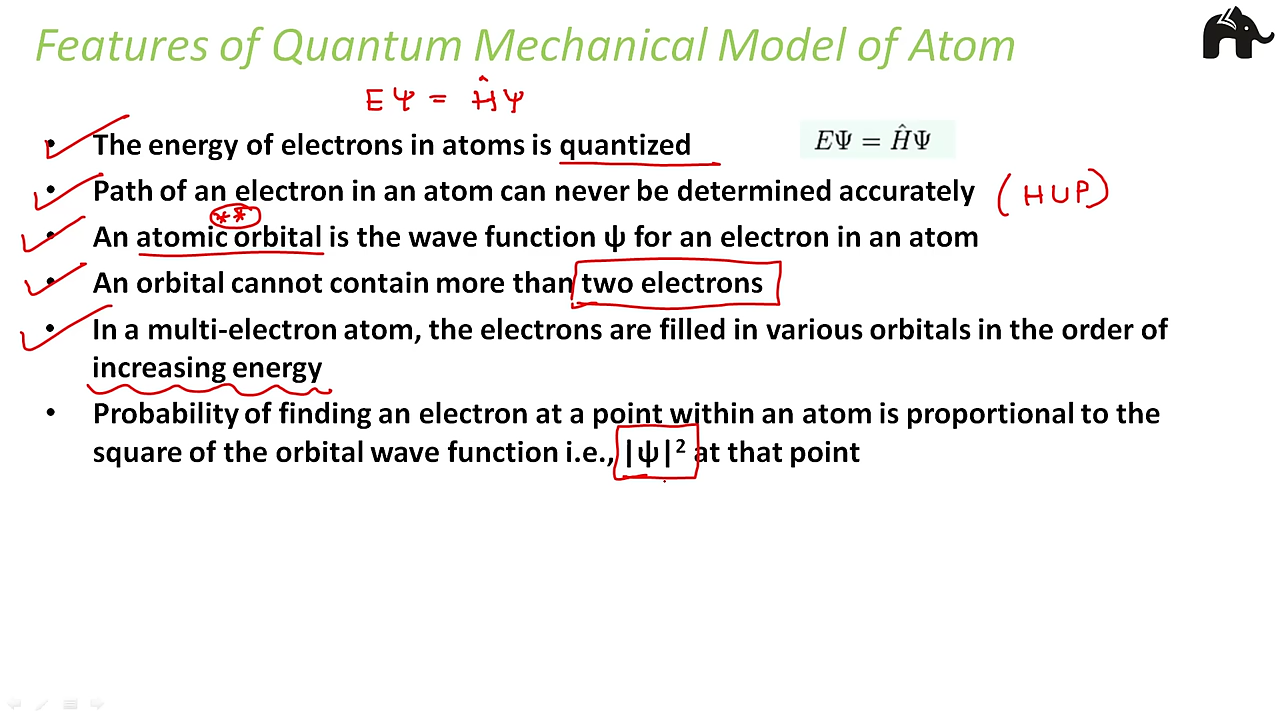 Features of Quantum Mechanical Model of Atom
EΨ = ĤΨ
• The energy of electrons in atoms is quantized
EΨ = ĤΨ
• Path of an electron in an atom can never be determined accurately (HUP)
**
• An atomic orbital is the wave function ψ for an electron in an atom
• An orbital cannot contain more than two electrons
• In a multi-electron atom, the electrons are filled in various orbitals in the order of
increasing energy
• Probability of finding an electron at a point within an atom is proportional to the
square of the orbital wave function i.e., |ψ|² at that point